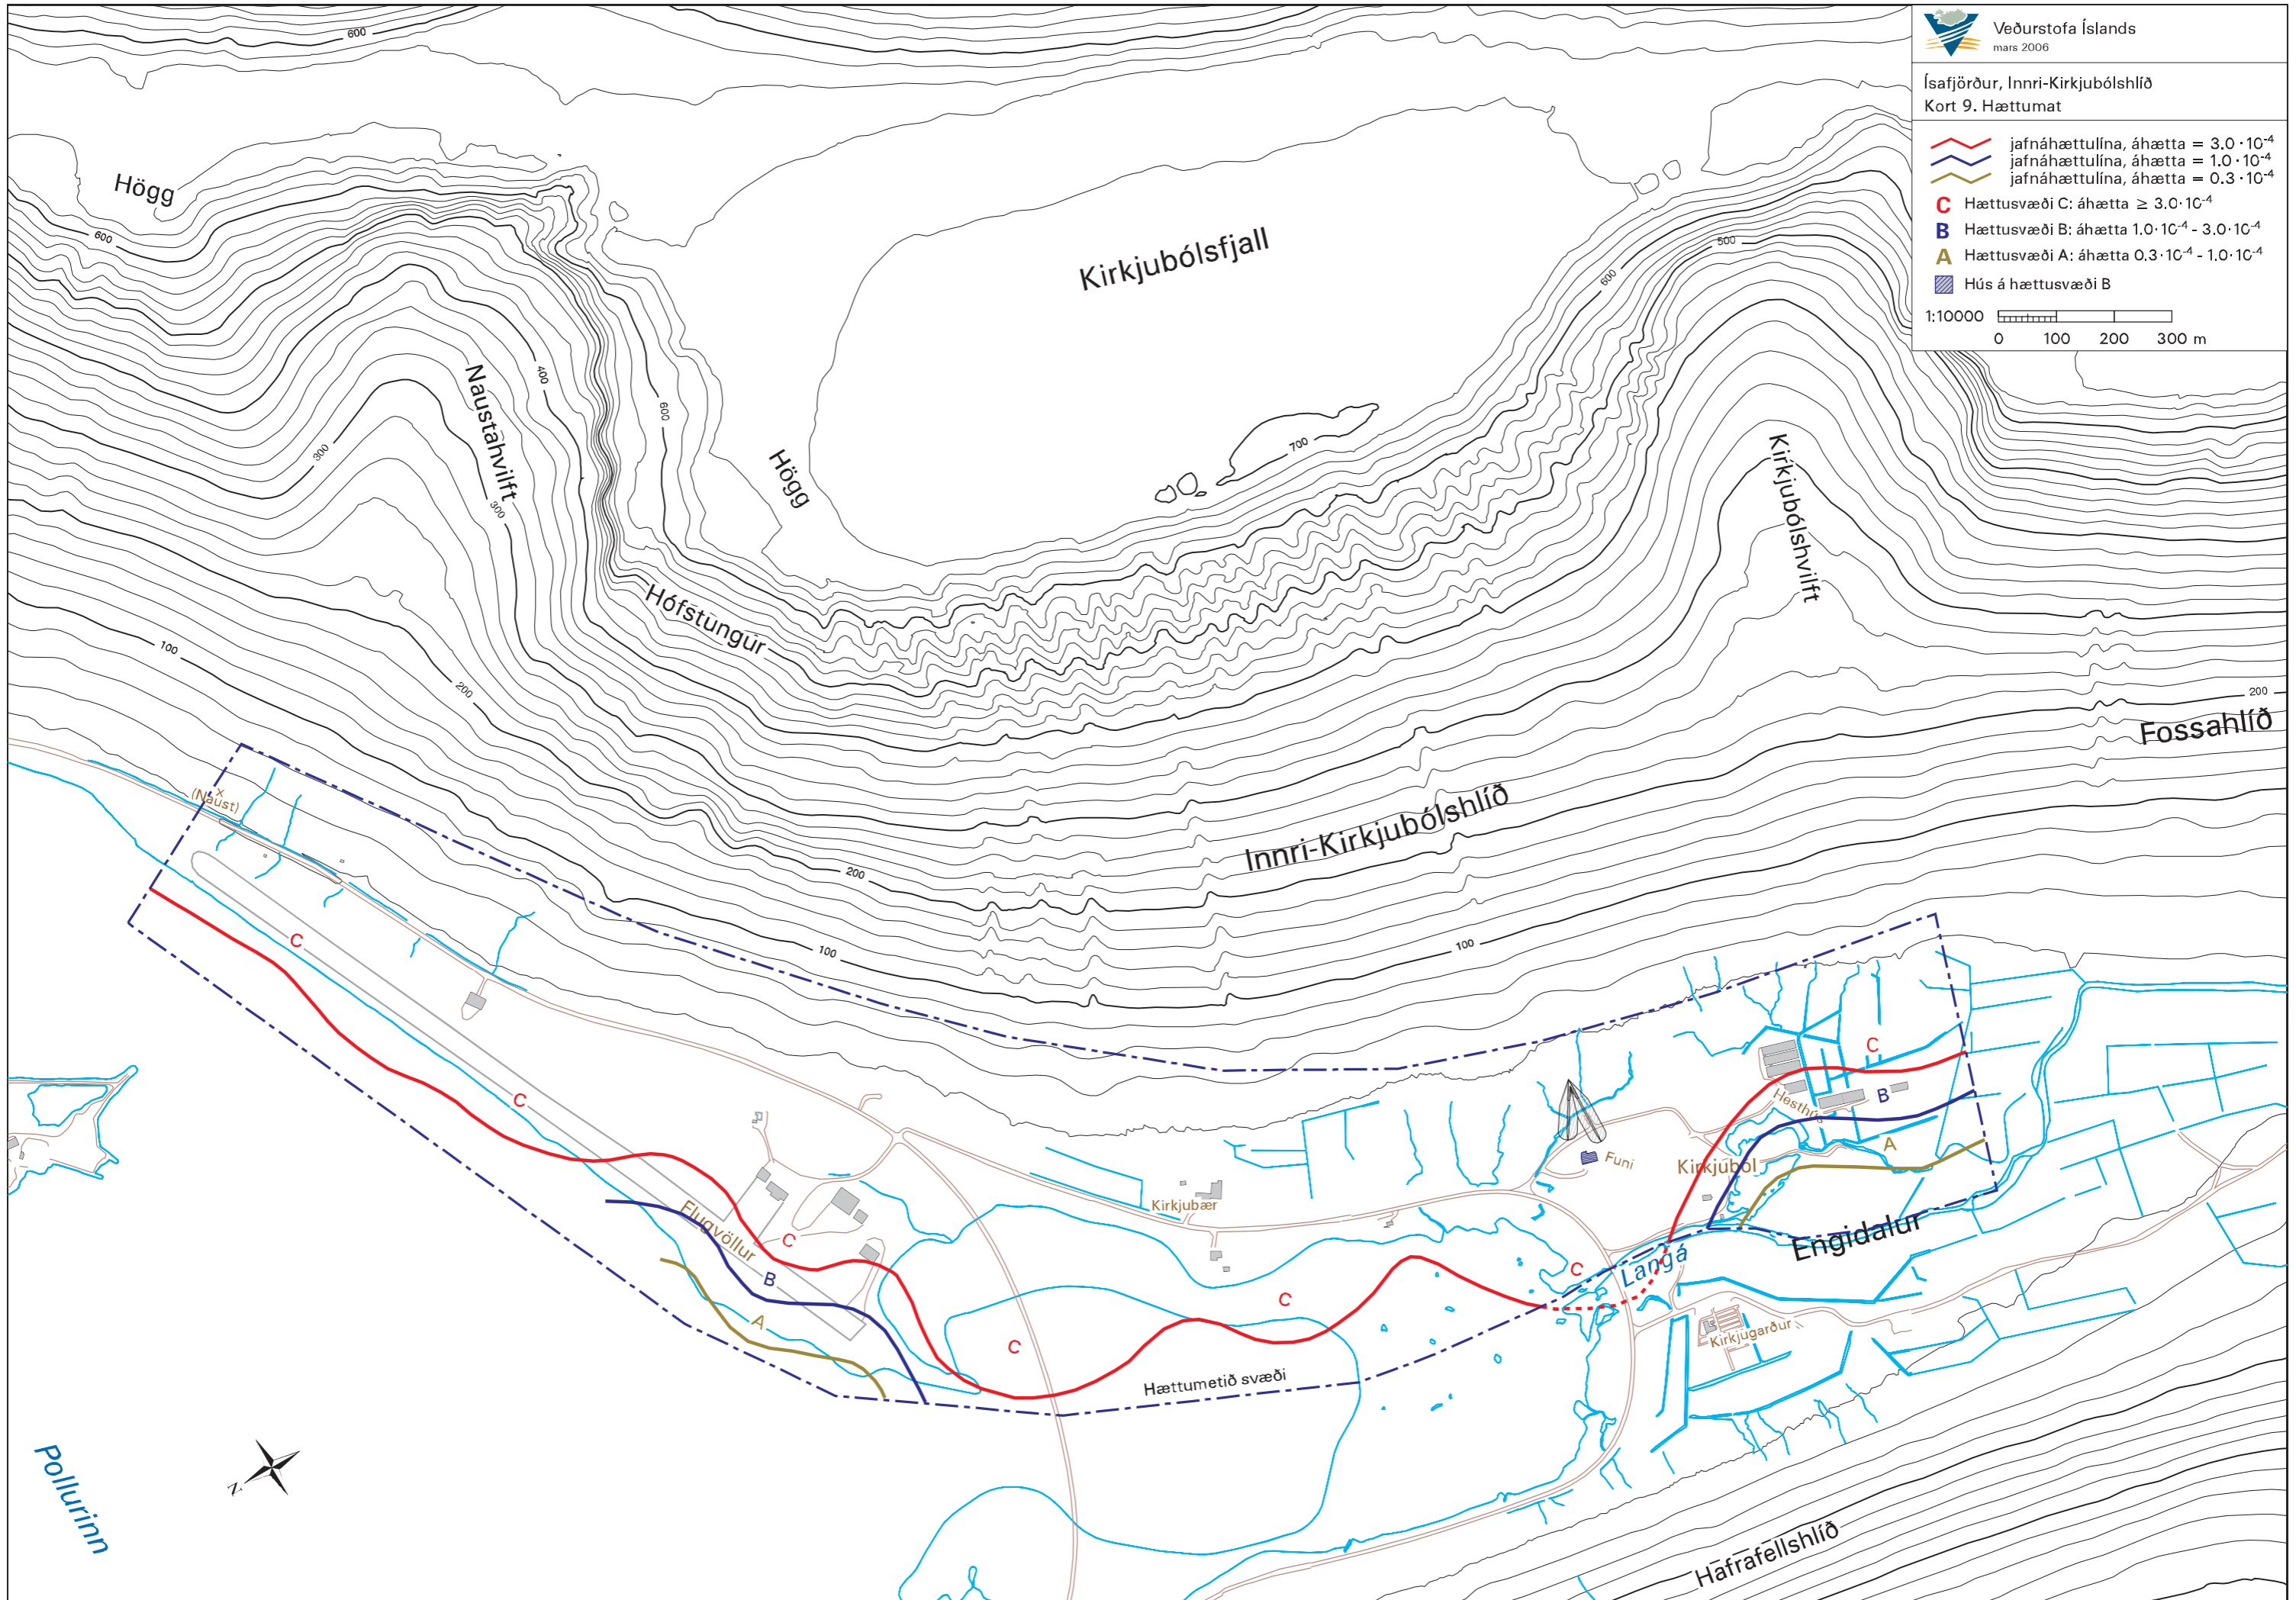 Veðurstofa Íslands
mars 2006
Ísafjörður, Innri-Kirkjubólshlíð
Kort 9. Hættumat
jafnáhættulína, áhætta = 3.0·10⁻⁴
jafnáhættulína, áhætta = 1.0·10⁻⁴
jafnáhættulína, áhætta = 0.3·10⁻⁴
C Hættusvæði C: áhætta ≥ 3.0·10⁻⁴
B Hættusvæði B: áhætta 1.0·10⁻⁴ - 3.0·10⁻⁴
A Hættusvæði A: áhætta 0.3·10⁻⁴ - 1.0·10⁻⁴
Hús á hættusvæði B
1:10000
0 100 200 300 m
600
Högg
600
Kirkjubólsfjall
500
600
Naustahvilft
400
600
300
300
Högg
700
Kirkjubólshvilft
Hófstungur
100
200
200
Fossahlíð
(Naust)
x
Innri-Kirkjubólshlíð
200
100
100
C
C
C
Hesthús
B
A
Funi
Kirkjuból
Kirkjubær
Flugvöllur
C
B
A
C
C
C
Langá
Engidalur
Kirkjugarður
Hættumetið svæði
Pollurinn
N
Hafrafellshlíð